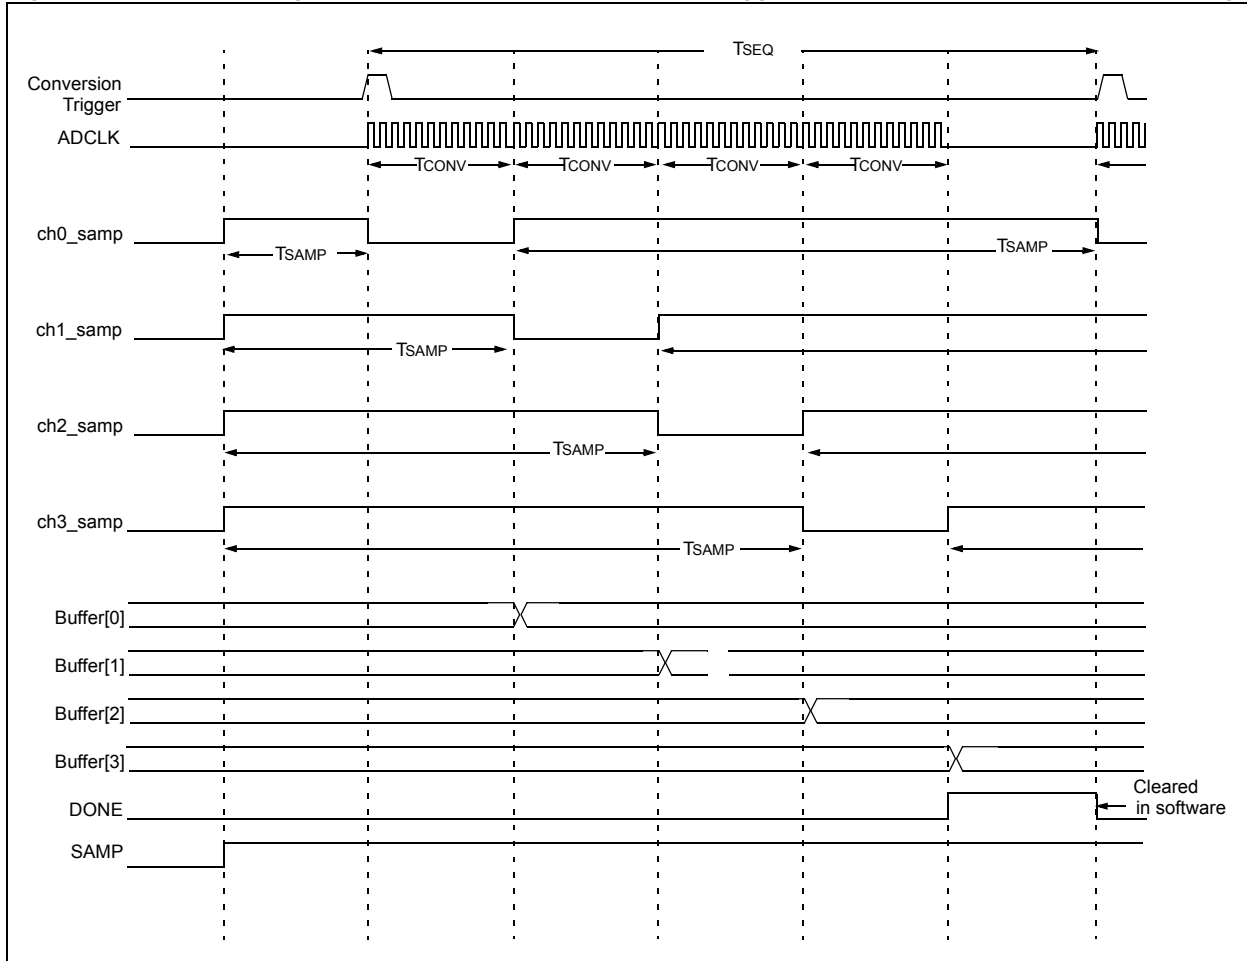 TSEQ
Conversion
Trigger
ADCLK
TCONV TCONV TCONV TCONV
ch0_samp
TSAMP TSAMP
ch1_samp
TSAMP
ch2_samp
TSAMP
ch3_samp
TSAMP
Buffer[0]
Buffer[1]
Buffer[2]
Buffer[3]
Cleared
in software
DONE
SAMP